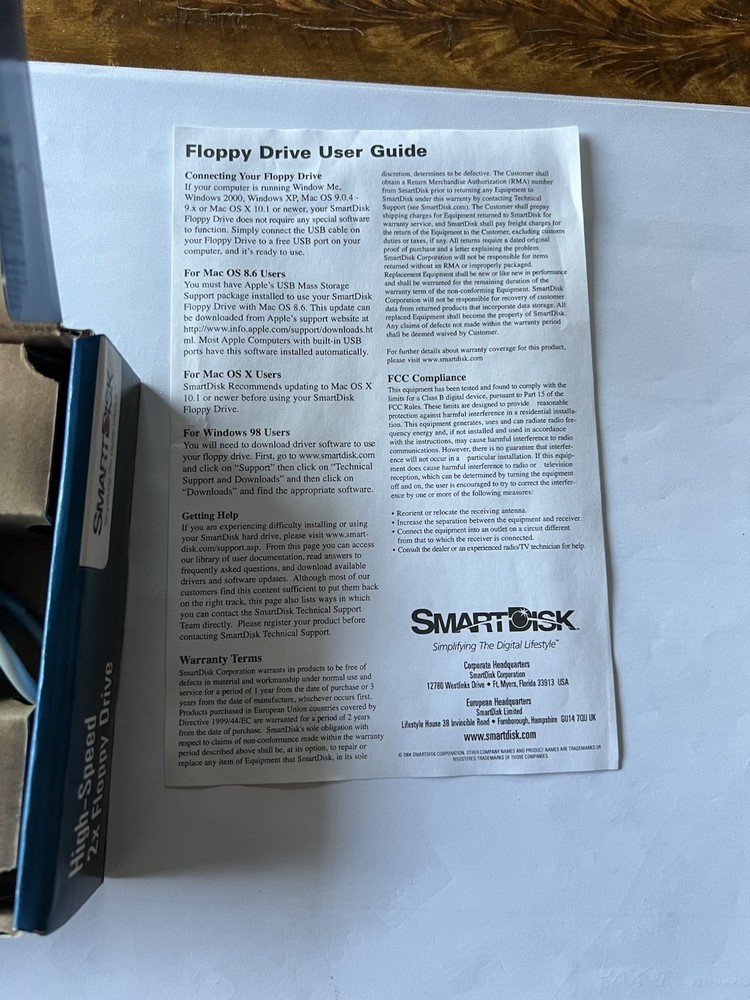 Floppy Drive User Guide
Connecting Your Floppy Drive
If your computer is running Window Me,
Windows 2000, Windows XP, Mac OS 9.0.4 -
9.x or Mac OS X 10.1 or newer, your SmartDisk
Floppy Drive does not require any special software
to function. Simply connect the USB cable on
your Floppy Drive to a free USB port on your
computer, and it's ready to use.
For Mac OS 8.6 Users
You must have Apple's USB Mass Storage
Support package installed to use your SmartDisk
Floppy Drive with Mac OS 8.6. This update can
be downloaded from Apple's support website at
http://www.info.apple.com/support/downloads.ht
ml. Most Apple Computers with built-in USB
ports have this software installed automatically.
For Mac OS X Users
SmartDisk Recommends updating to Mac OS X
10.1 or newer before using your SmartDisk
Floppy Drive.
For Windows 98 Users
You will need to download driver software to use
your floppy drive. First, go to www.smartdisk.com
and click on "Support" then click on "Technical
Support and Downloads" and then click on
"Downloads" and find the appropriate software.
Getting Help
If you are experiencing difficulty installing or using
your SmartDisk hard drive, please visit www.smart-
disk.com/support.asp. From this page you can access
our library of user documentation, read answers to
frequently asked questions, and download available
drivers and software updates. Although most of our
customers find this content sufficient to put them back
on the right track, this page also lists ways in which
you can contact the SmartDisk Technical Support
Team directly. Please register your product before
contacting SmartDisk Technical Support.
Warranty Terms
SmartDisk Corporation warrants its products to be free of
defects in material and workmanship under normal use and
service for a period of 1 year from the date of purchase or 3
years from the date of manufacture, whichever occurs first.
Products purchased in European Union countries covered by
Directive 1999/44/EC are warranted for a period of 2 years
from the date of purchase. SmartDisk's sole obligation with
respect to claims of non-conformance made within the warranty
period described above shall be, at its option, to repair or
replace any item of Equipment that SmartDisk, in its sole
discretion, determines to be defective. The Customer shall
obtain a Return Merchandise Authorization (RMA) number
from SmartDisk prior to returning any Equipment to
SmartDisk under this warranty by contacting Technical
Support (see SmartDisk.com). The Customer shall prepay
shipping charges for Equipment returned to SmartDisk for
warranty service, and SmartDisk shall pay freight charges for
the return of the Equipment to the Customer, excluding customs
duties or taxes, if any. All returns require a dated original
proof of purchase and a letter explaining the problem.
SmartDisk Corporation will not be responsible for items
returned without an RMA or improperly packaged.
Replacement Equipment shall be new or like new in performance
and shall be warranted for the remaining duration of the
warranty term of the non-conforming Equipment. SmartDisk
Corporation will not be responsible for recovery of customer
data from returned products that incorporate data storage. All
replaced Equipment shall become the property of SmartDisk.
Any claims of defects not made within the warranty period
shall be deemed waived by Customer.
For further details about warranty coverage for this product,
please visit www.smartdisk.com
FCC Compliance
This equipment has been tested and found to comply with the
limits for a Class B digital device, pursuant to Part 15 of the
FCC Rules. These limits are designed to provide reasonable
protection against harmful interference in a residential installa-
tion. This equipment generates, uses and can radiate radio fre-
quency energy and, if not installed and used in accordance
with the instructions, may cause harmful interference to radio
communications. However, there is no guarantee that interfer-
ence will not occur in a particular installation. If this equip-
ment does cause harmful interference to radio or television
reception, which can be determined by turning the equipment
off and on, the user is encouraged to try to correct the interfer-
ence by one or more of the following measures:
• Reorient or relocate the receiving antenna.
• Increase the separation between the equipment and receiver.
• Connect the equipment into an outlet on a circuit different
from that to which the receiver is connected.
• Consult the dealer or an experienced radio/TV technician for help.
SMARTDISK
Simplifying The Digital Lifestyle™
Corporate Headquarters
SmartDisk Corporation
12780 Westlinks Drive • Ft. Myers, Florida 33913 USA
European Headquarters
SmartDisk Limited
Lifestyle House 38 Invincible Road • Farnborough, Hampshire GU14 7QU UK
www.smartdisk.com
© 2004 SMARTDISK CORPORATION. OTHER COMPANY NAMES AND PRODUCT NAMES ARE TRADEMARKS OR
REGISTERED TRADEMARKS OF THOSE COMPANIES.
SMARTDISK
High-Speed
2x Floppy Drive